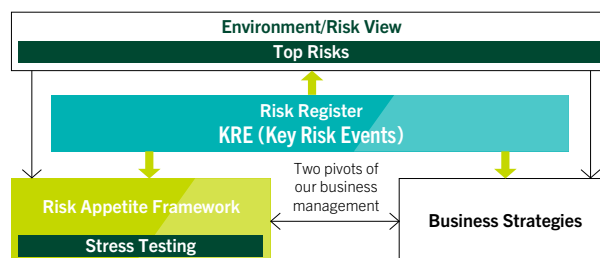 Environment/Risk View
Top Risks
Risk Register
KRE (Key Risk Events)
Two pivots of
our business
management
Risk Appetite Framework
Stress Testing
Business Strategies